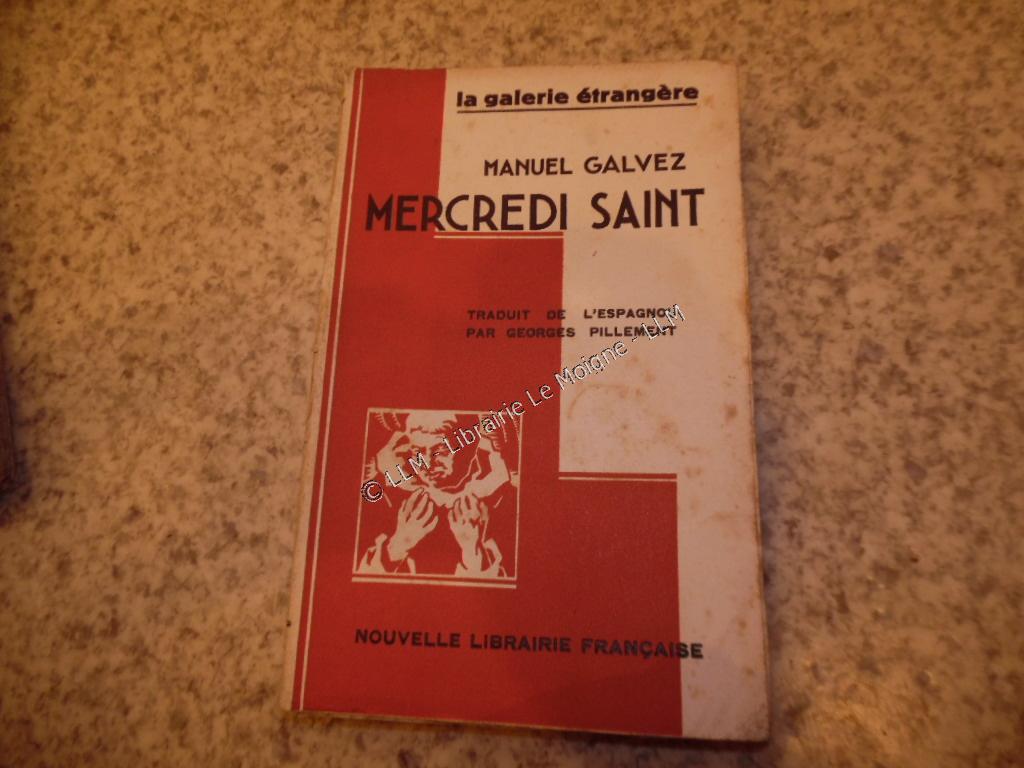 la galerie étrangère
MANUEL GALVEZ
MERCREDI SAINT
TRADUIT DE L'ESPAGNOL
PAR GEORGES PILLEMENT
© LLM - Librairie Le Moigne - LLM
NOUVELLE LIBRAIRIE FRANÇAISE